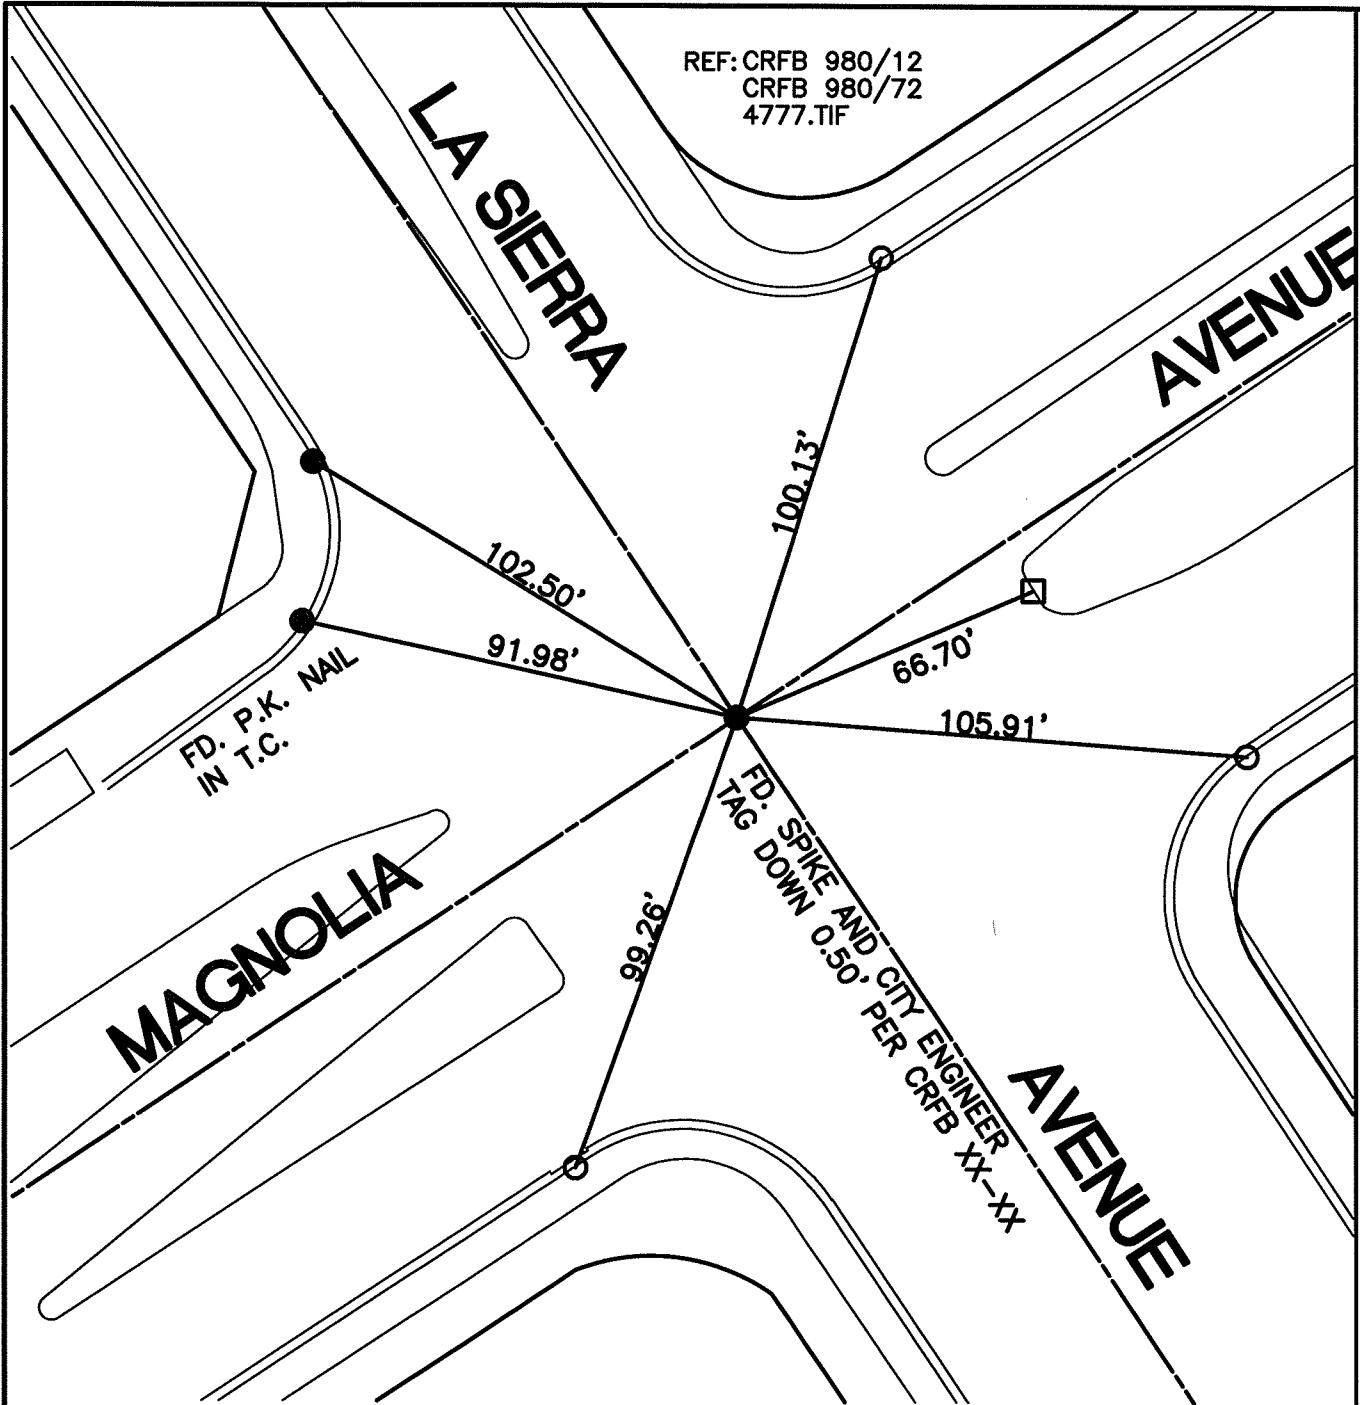 REF: CRFB 980/12
CRFB 980/72
4777.TIF
LA SIERRA
AVENUE
100.13'
102.50'
91.98'
66.70'
105.91'
FD. P.K. NAIL
IN T.C.
FD. SPIKE AND CITY ENGINEER
TAG DOWN 0.50' PER CRFB XX-XX
MAGNOLIA
99.26'
AVENUE